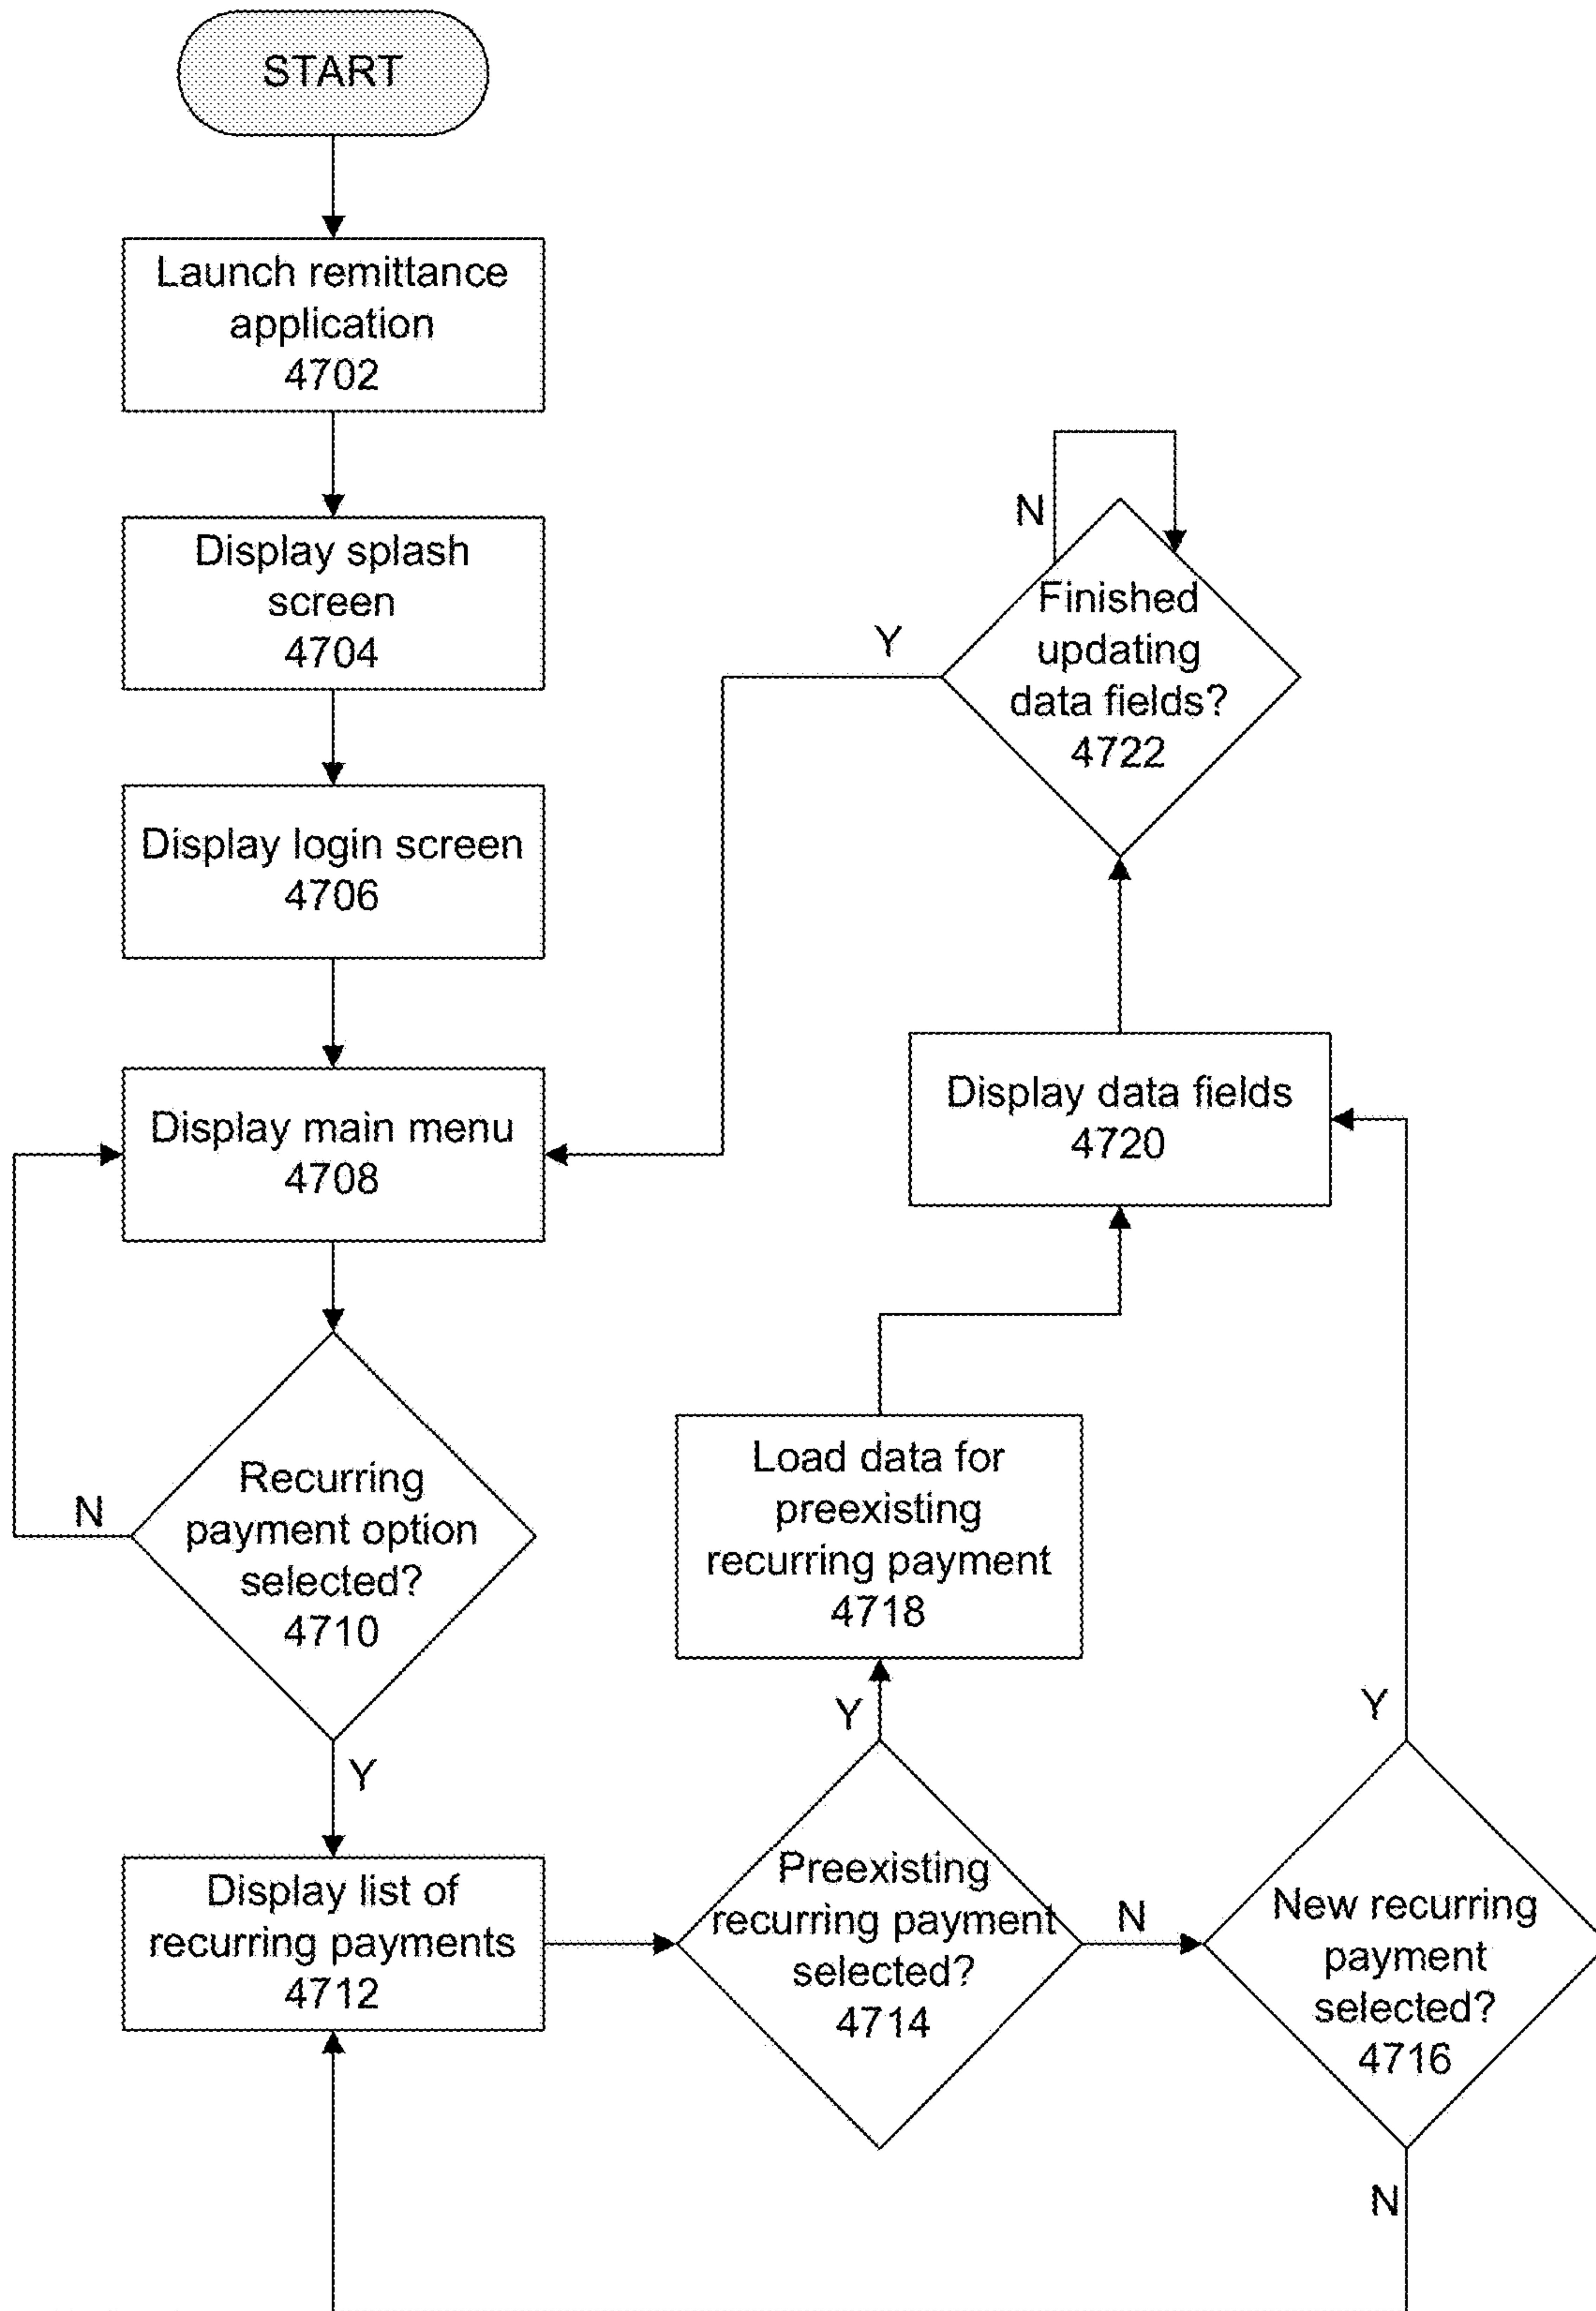 START
Launch remittance
application
4702
Display splash
screen
4704
Display login screen
4706
Display main menu
4708
N
Recurring
payment option
selected?
4710
Y
Display list of
recurring payments
4712
Preexisting
recurring payment
selected?
4714
N
Y
Load data for
preexisting
recurring payment
4718
New recurring
payment
selected?
4716
Y
N
Display data fields
4720
Finished
updating
data fields?
4722
N
Y